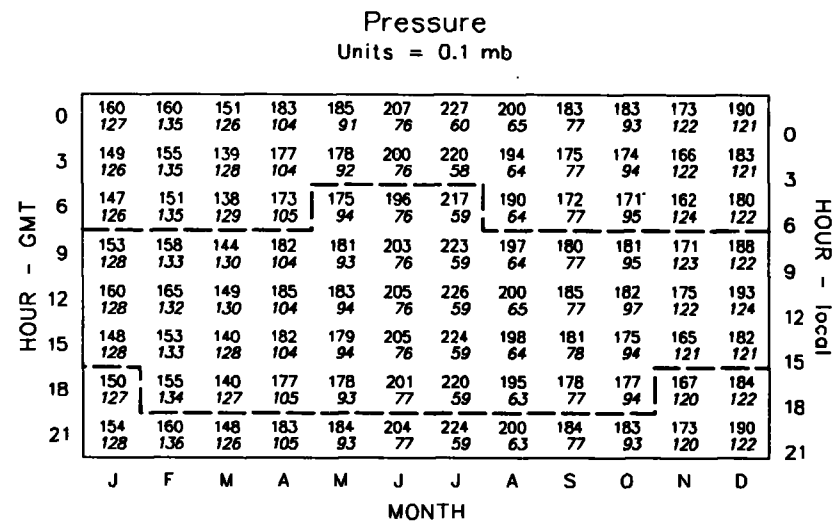 Pressure
Units = 0.1 mb
0 160 160 151 183 185 207 227 200 183 183 173 190
127 135 126 104 91 76 60 65 77 93 122 121 0
3 149 155 139 177 178 200 220 194 175 174 166 183
126 135 128 104 92 76 58 64 77 94 122 121 3
6 147 151 138 173 175 196 217 190 172 171 162 180
126 135 129 105 94 76 59 64 77 95 124 122 6
9 153 158 144 182 181 203 223 197 180 181 171 188
128 133 130 104 93 76 59 64 77 95 123 122 9
12 160 165 149 185 183 205 226 200 185 182 175 193
128 132 130 104 94 76 59 65 77 97 122 124 12
15 148 153 140 182 179 205 224 198 181 175 165 182
128 133 128 104 94 76 59 64 78 94 121 121 15
18 150 155 140 177 178 201 220 195 178 177 167 184
127 134 127 105 93 77 59 63 77 94 120 122 18
21 154 160 148 183 184 204 224 200 184 183 173 190
128 136 126 105 93 77 59 63 77 93 120 122 21
HOUR - GMT
HOUR - local
J F M A M J J A S O N D
MONTH